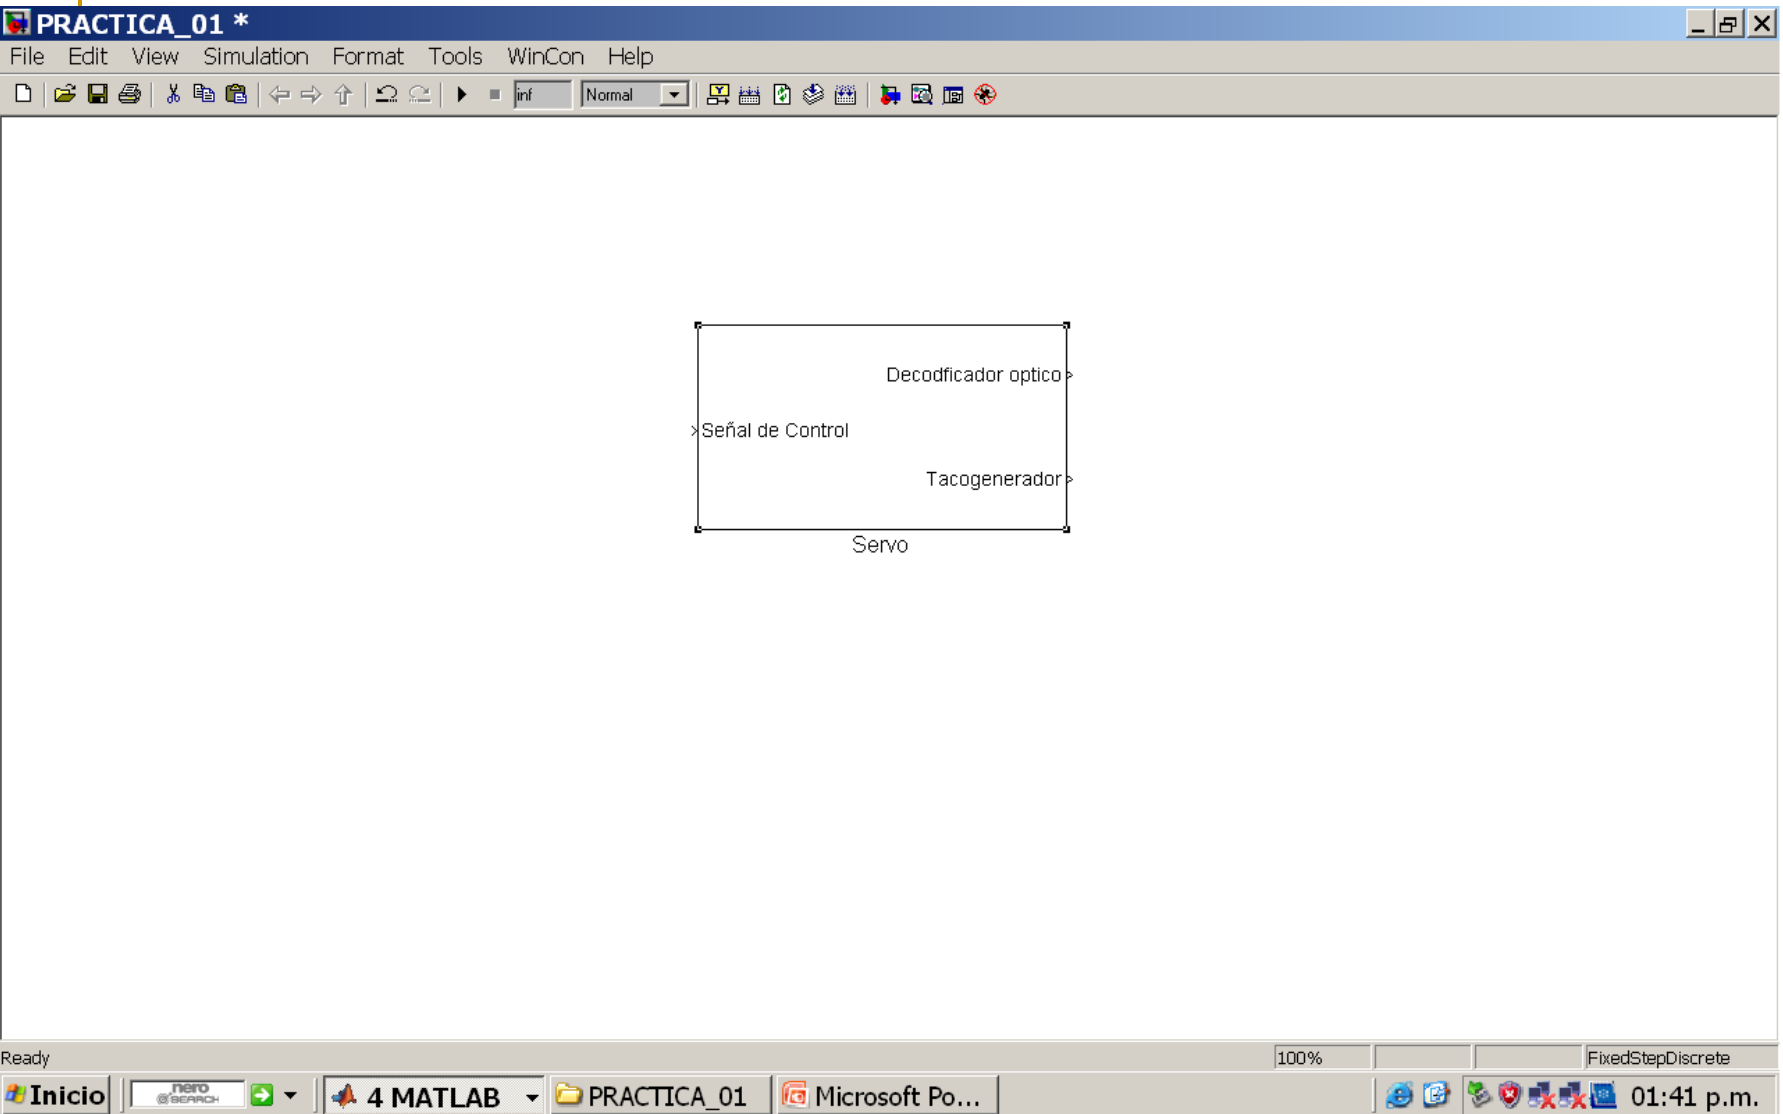 PRACTICA_01 *
File Edit View Simulation Format Tools WinCon Help
inf Normal
Decodficador optico
Señal de Control
Tacogenerador
Servo
Ready 100% FixedStepDiscrete
Inicio nero SEARCH 4 MATLAB PRACTICA_01 Microsoft Po... 01:41 p.m.